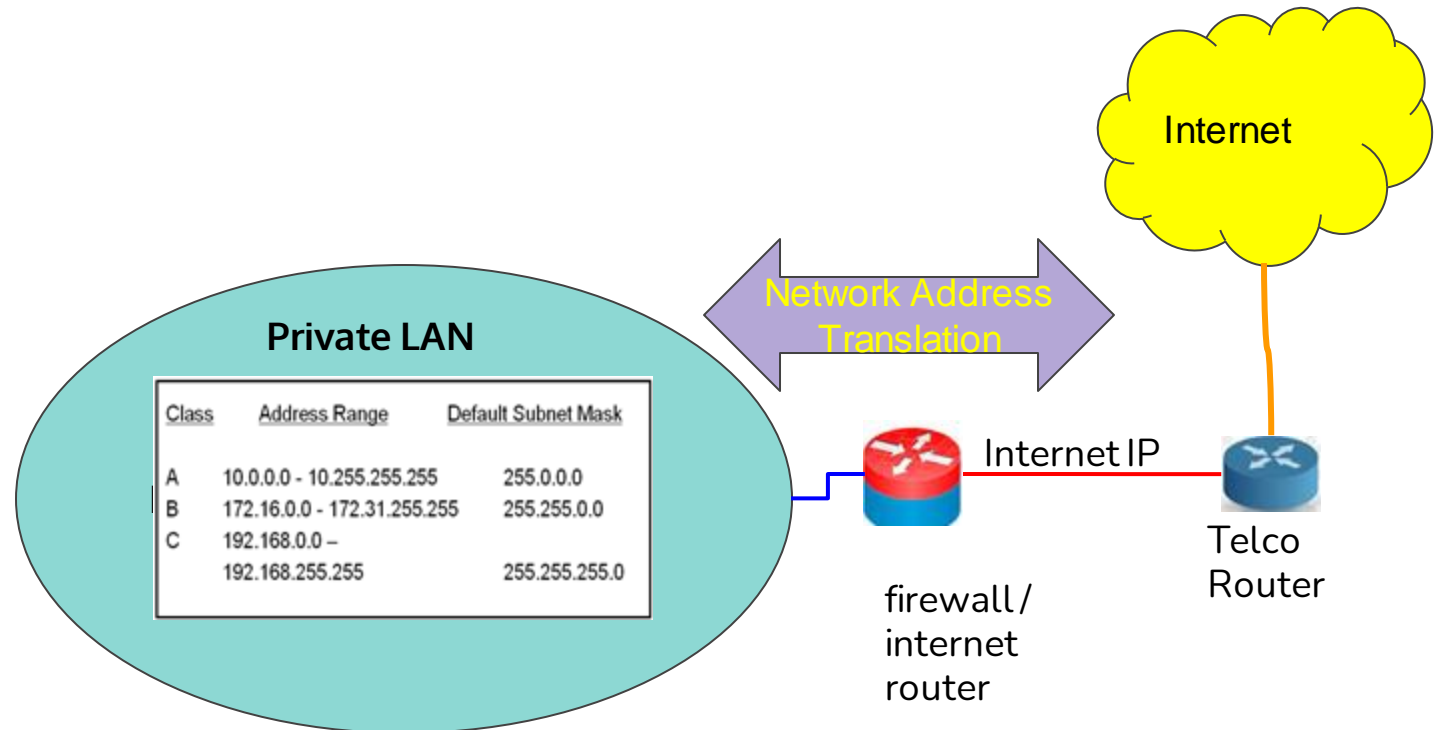 Internet
Network Address
Translation
Private LAN
Class Address Range Default Subnet Mask
A 10.0.0.0 - 10.255.255.255 255.0.0.0
B 172.16.0.0 - 172.31.255.255 255.255.0.0
C 192.168.0.0 –
192.168.255.255 255.255.255.0
Internet IP
Telco
Router
firewall /
internet
router